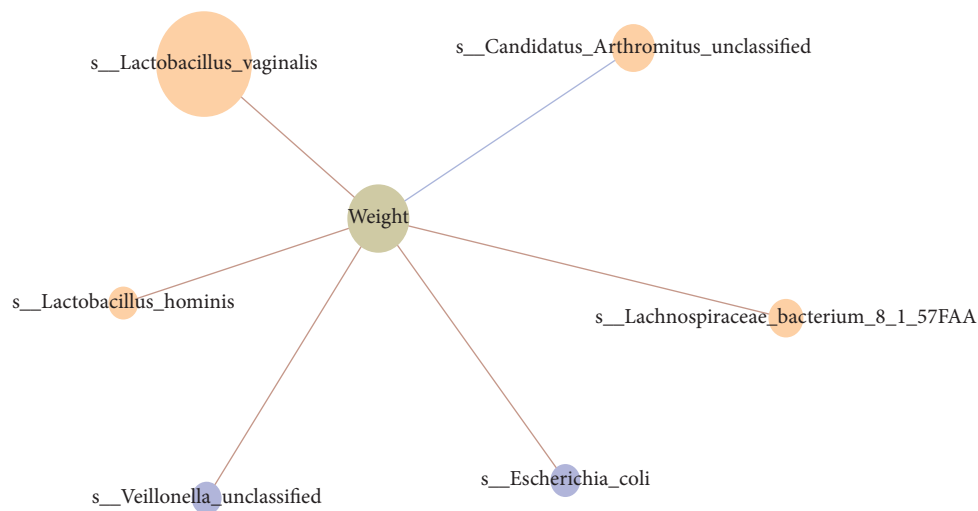 s__Candidatus_Arthromitus_unclassified
s__Lactobacillus_vaginalis
Weight
s__Lactobacillus_hominis
s__Lachnospiraceae_bacterium_8_1_57FAA
s__Escherichia_coli
s__Veillonella_unclassified